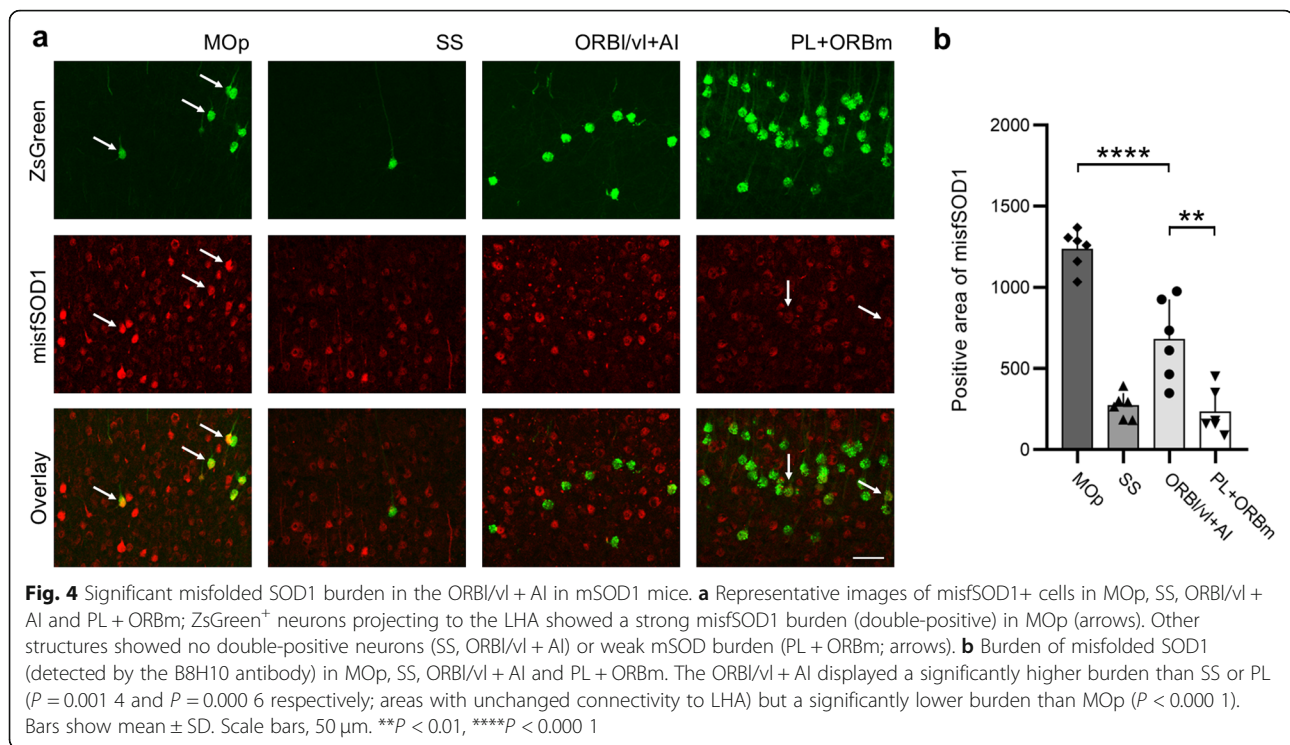 a
MOp SS ORBl/vl+AI PL+ORBm
ZsGreen
misfSOD1
Overlay
b
Positive area of misfSOD1
2000
1500
1000
500
0
****
**
MOp SS ORBl/vl+AI PL+ORBm
Fig. 4 Significant misfolded SOD1 burden in the ORBl/vl + AI in mSOD1 mice. a Representative images of misfSOD1+ cells in MOp, SS, ORBl/vl +
AI and PL + ORBm; ZsGreen⁺ neurons projecting to the LHA showed a strong misfSOD1 burden (double-positive) in MOp (arrows). Other
structures showed no double-positive neurons (SS, ORBl/vl + AI) or weak mSOD burden (PL + ORBm; arrows). b Burden of misfolded SOD1
(detected by the B8H10 antibody) in MOp, SS, ORBl/vl + AI and PL + ORBm. The ORBl/vl + AI displayed a significantly higher burden than SS or PL
(P = 0.001 4 and P = 0.000 6 respectively; areas with unchanged connectivity to LHA) but a significantly lower burden than MOp (P < 0.000 1).
Bars show mean ± SD. Scale bars, 50 μm. **P < 0.01, ****P < 0.000 1